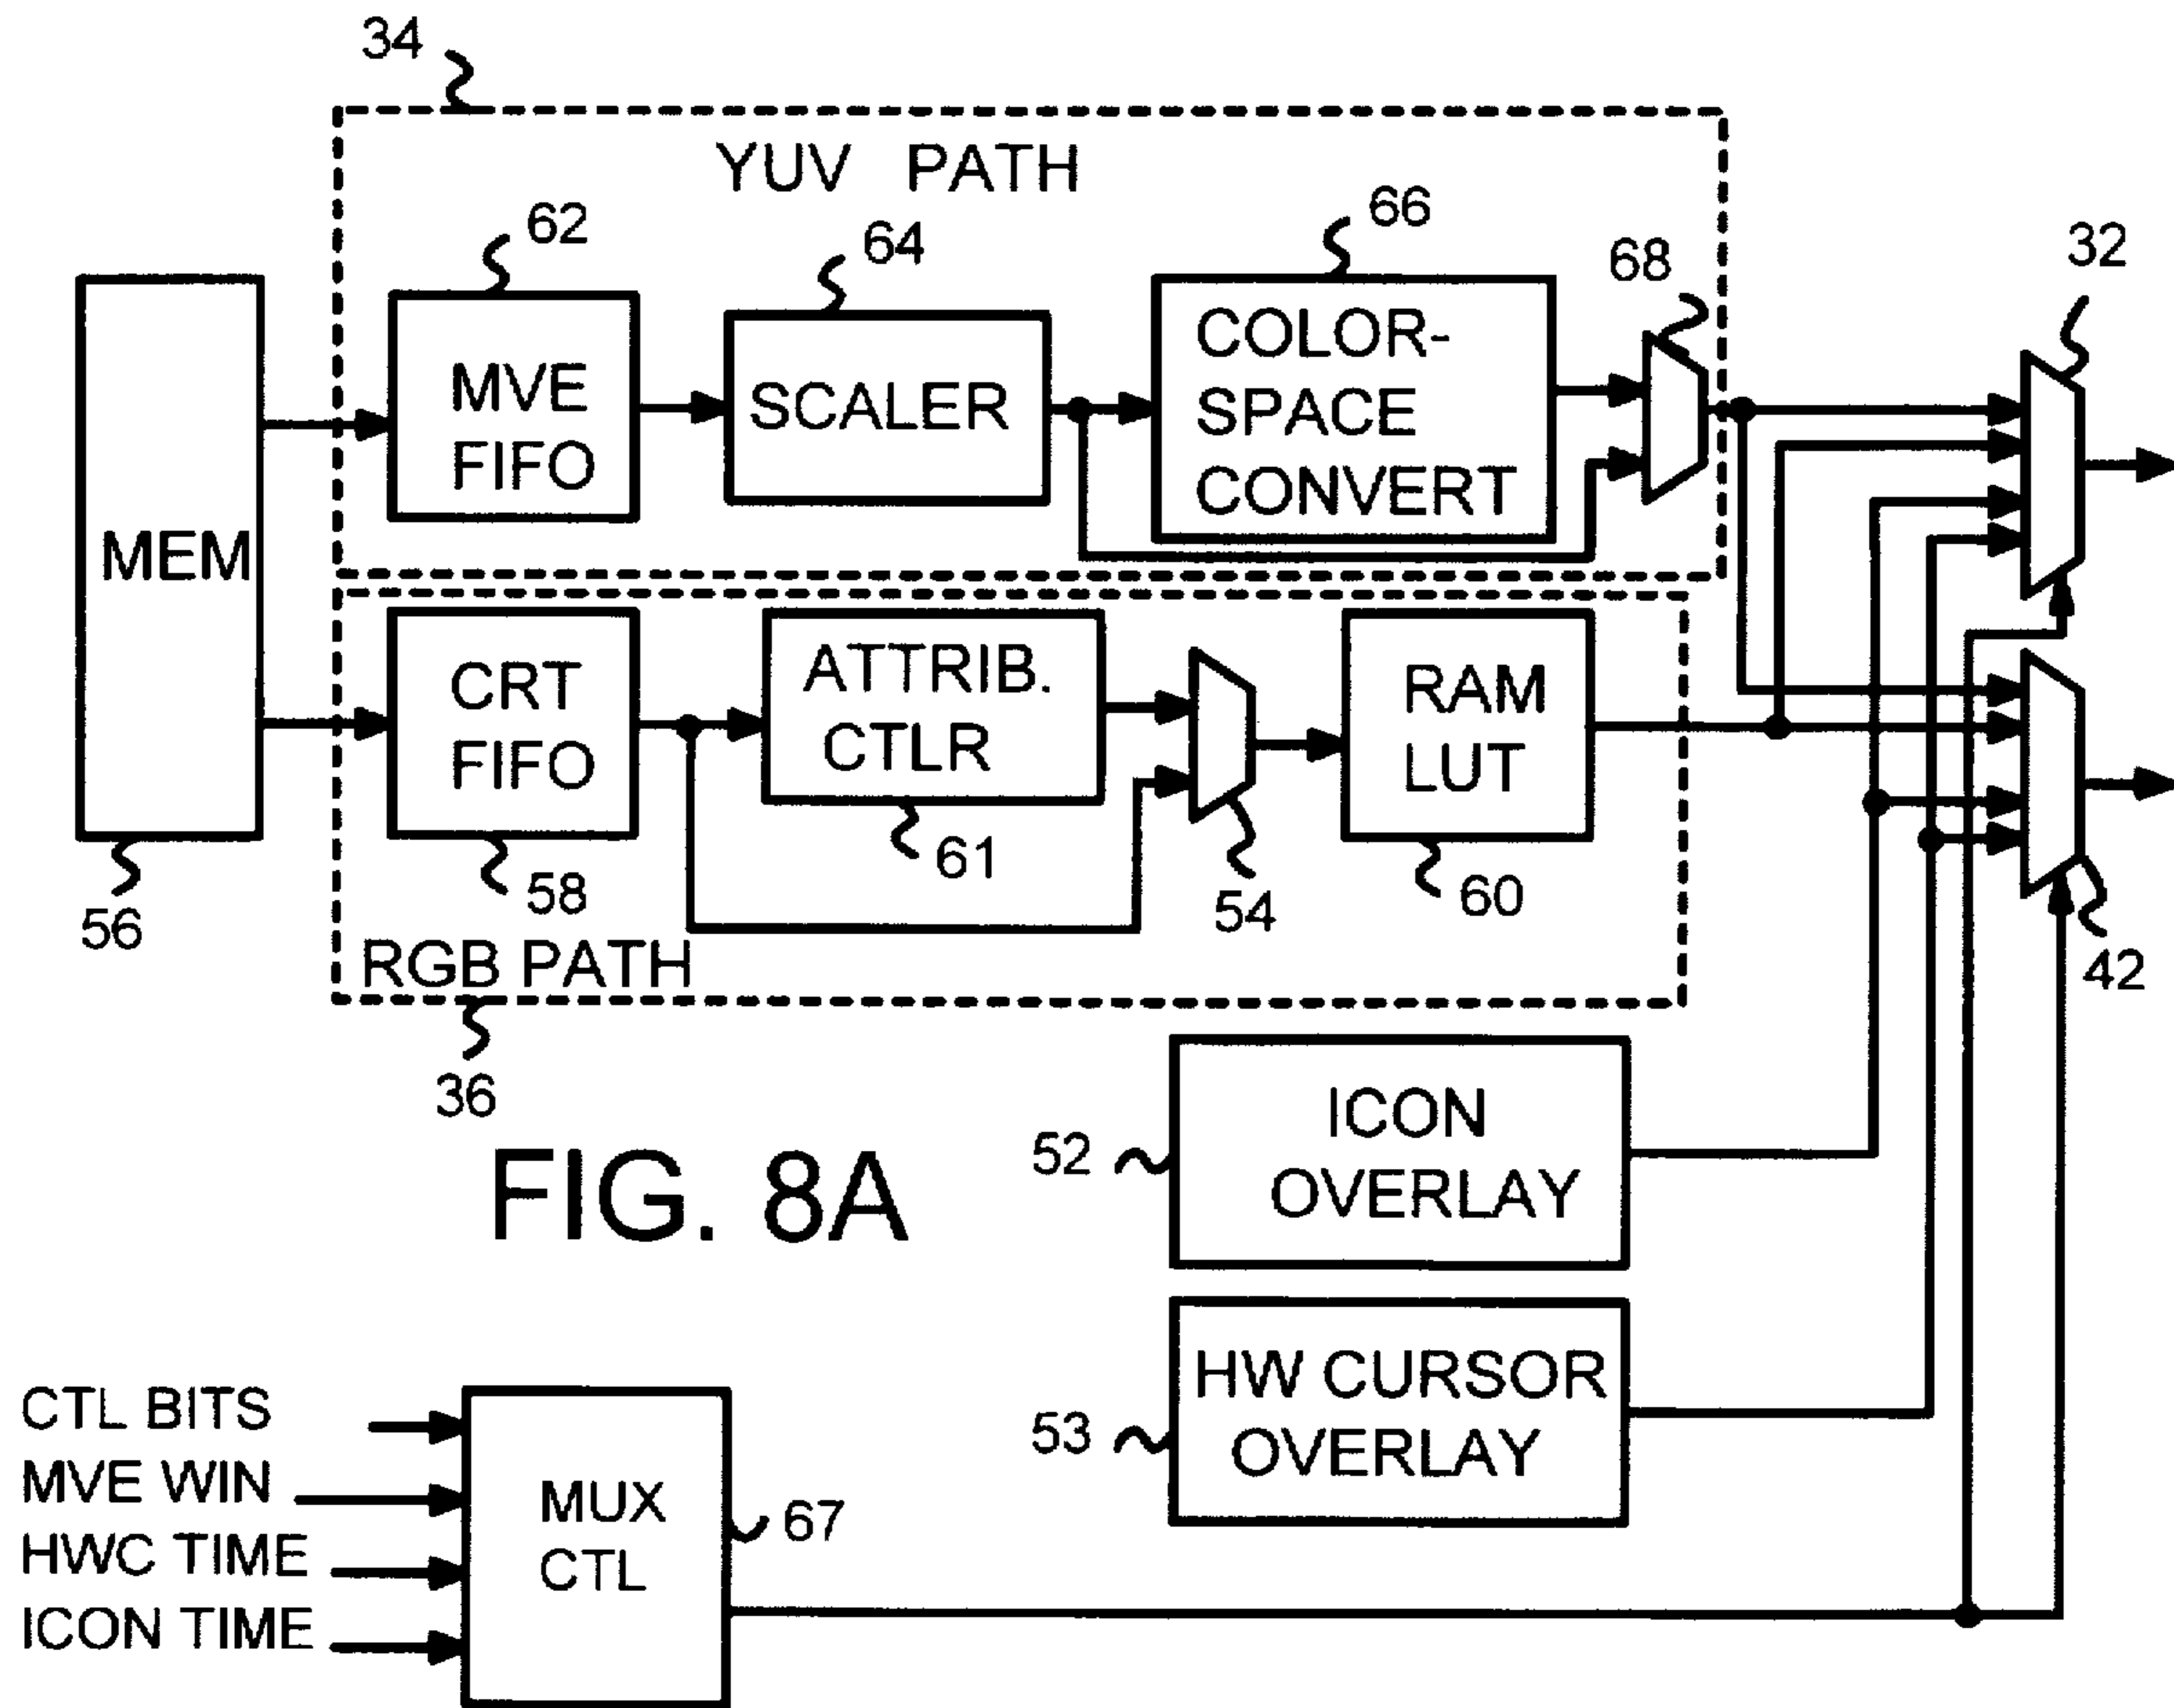 34
YUV PATH
62
64
66
68
32
MEM
MVE
FIFO
SCALER
COLOR-
SPACE
CONVERT
CRT
FIFO
ATTRIB.
CTLR
RAM
LUT
56
58
61
54
60
42
RGB PATH
36
FIG. 8A
52
ICON
OVERLAY
53
HW CURSOR
OVERLAY
CTL BITS
MVE WIN
HWC TIME
ICON TIME
MUX
CTL
67